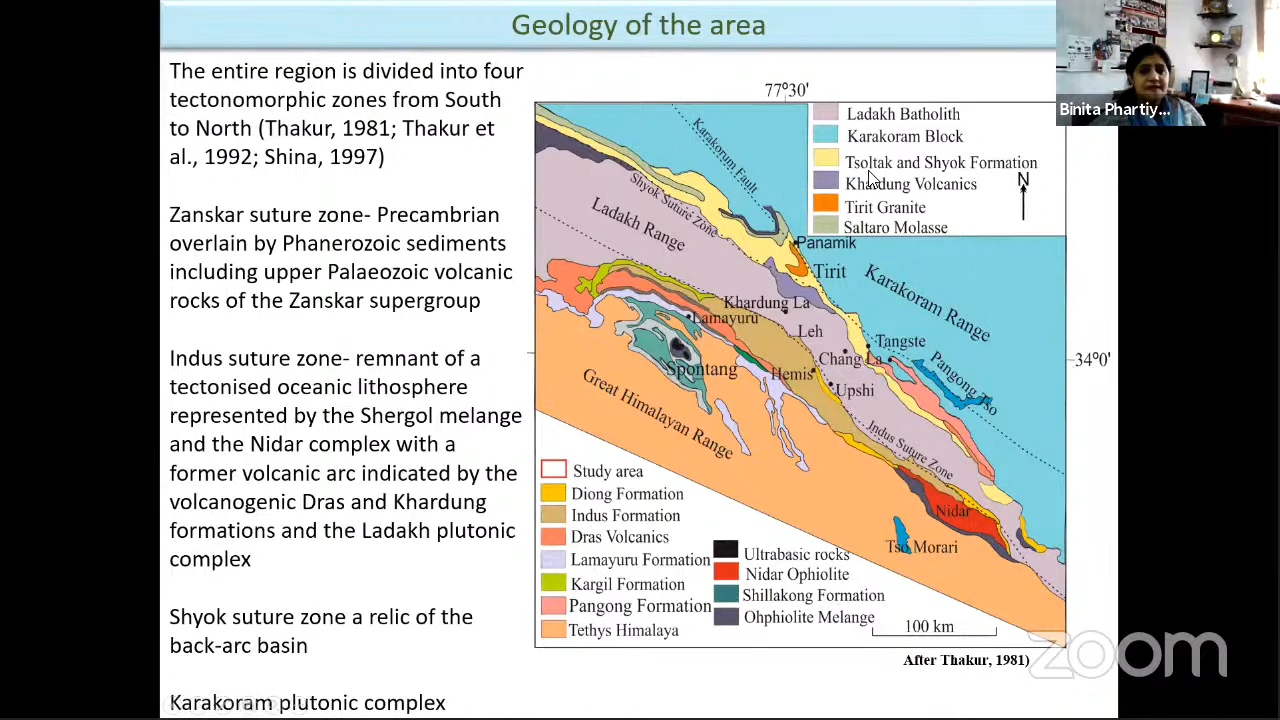 Geology of the area
The entire region is divided into four
tectonomorphic zones from South
to North (Thakur, 1981; Thakur et
al., 1992; Shina, 1997)
Zanskar suture zone- Precambrian
overlain by Phanerozoic sediments
including upper Palaeozoic volcanic
rocks of the Zanskar supergroup
Indus suture zone- remnant of a
tectonised oceanic lithosphere
represented by the Shergol melange
and the Nidar complex with a
former volcanic arc indicated by the
volcanogenic Dras and Khardung
formations and the Ladakh plutonic
complex
Shyok suture zone a relic of the
back-arc basin
Karakoram plutonic complex
77°30'
Ladakh Batholith
Karakoram Block
Tsoltak and Shyok Formation
Khardung Volcanics
Tirit Granite
Saltaro Molasse
N
Karakorum Fault
Shyok Suture Zone
Ladakh Range
Panamik
Tirit
Karakoram Range
Khardung La
Lamayuru
Leh
Tangste
Chang La
Pangong Tso
34°0'
Spontang
Hemis
Upshi
Great Himalayan Range
Indus Suture Zone
Nidar
Tso Morari
Study area
Diong Formation
Indus Formation
Dras Volcanics
Lamayuru Formation
Kargil Formation
Pangong Formation
Tethys Himalaya
Ultrabasic rocks
Nidar Ophiolite
Shillakong Formation
Ohphiolite Melange
100 km
After Thakur, 1981)
Binita Phartiy...
zoom